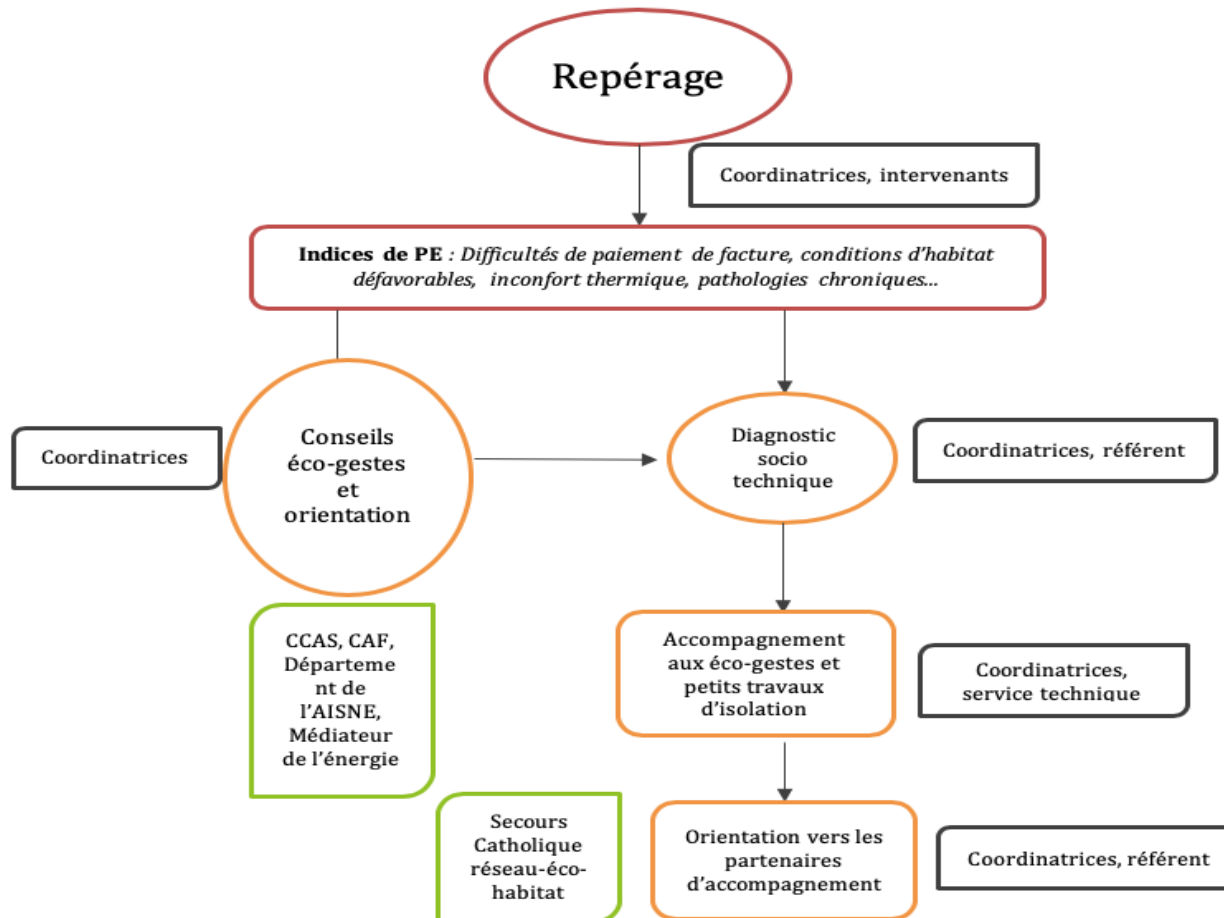 Repérage
Coordinatrices, intervenants
Indices de PE : Difficultés de paiement de facture, conditions d’habitat
défavorables, inconfort thermique, pathologies chroniques...
Coordinatrices
Conseils
éco-gestes
et
orientation
Diagnostic
socio
technique
Coordinatrices, référent
CCAS, CAF,
Départeme
nt de
l’AISNE,
Médiateur
de l’énergie
Accompagnement
aux éco-gestes et
petits travaux
d’isolation
Coordinatrices,
service technique
Secours
Catholique
réseau-éco-
habitat
Orientation vers les
partenaires
d’accompagnement
Coordinatrices, référent